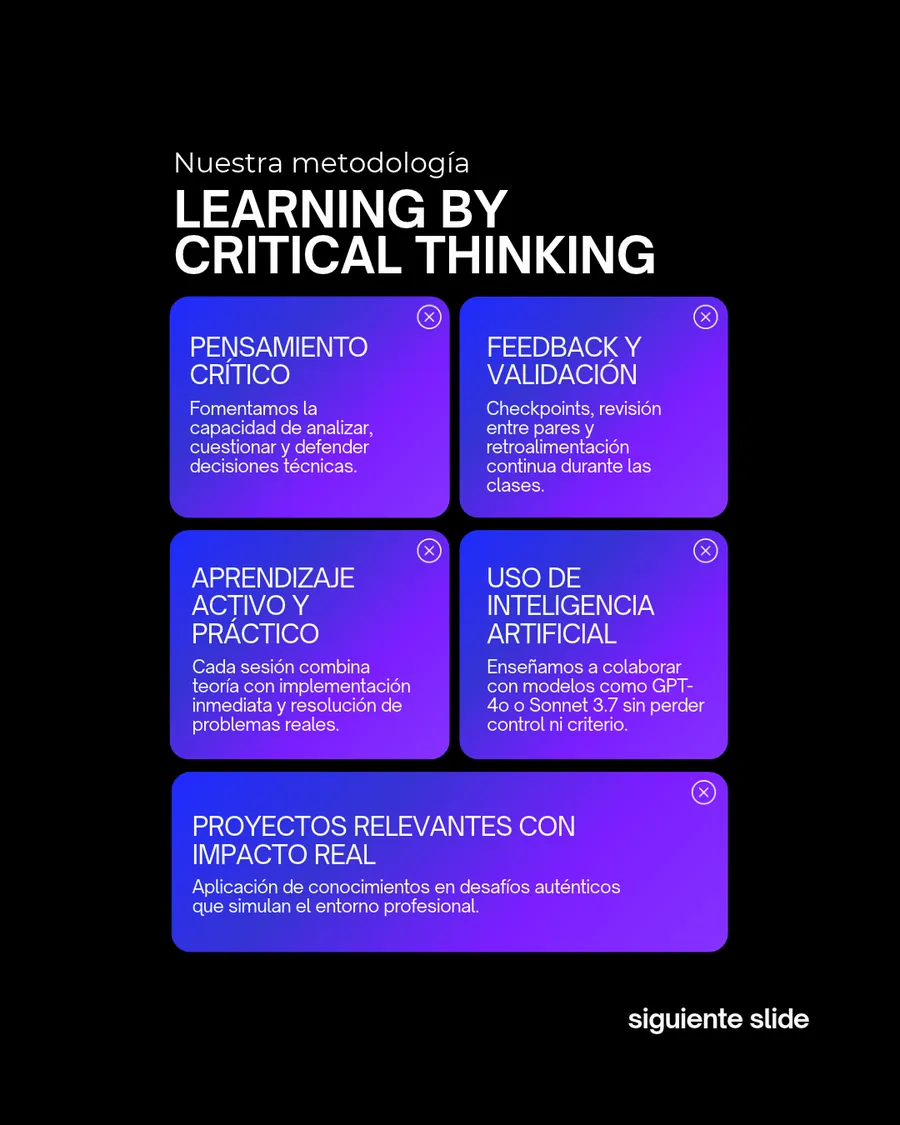 Nuestra metodología
LEARNING BY
CRITICAL THINKING
PENSAMIENTO
CRÍTICO
Fomentamos la
capacidad de analizar,
cuestionar y defender
decisiones técnicas.
FEEDBACK Y
VALIDACIÓN
Checkpoints, revisión
entre pares y
retroalimentación
continua durante las
clases.
APRENDIZAJE
ACTIVO Y
PRÁCTICO
Cada sesión combina
teoría con implementación
inmediata y resolución de
problemas reales.
USO DE
INTELIGENCIA
ARTIFICIAL
Enseñamos a colaborar
con modelos como GPT-
4o o Sonnet 3.7 sin perder
control ni criterio.
PROYECTOS RELEVANTES CON
IMPACTO REAL
Aplicación de conocimientos en desafíos auténticos
que simulan el entorno profesional.
siguiente slide